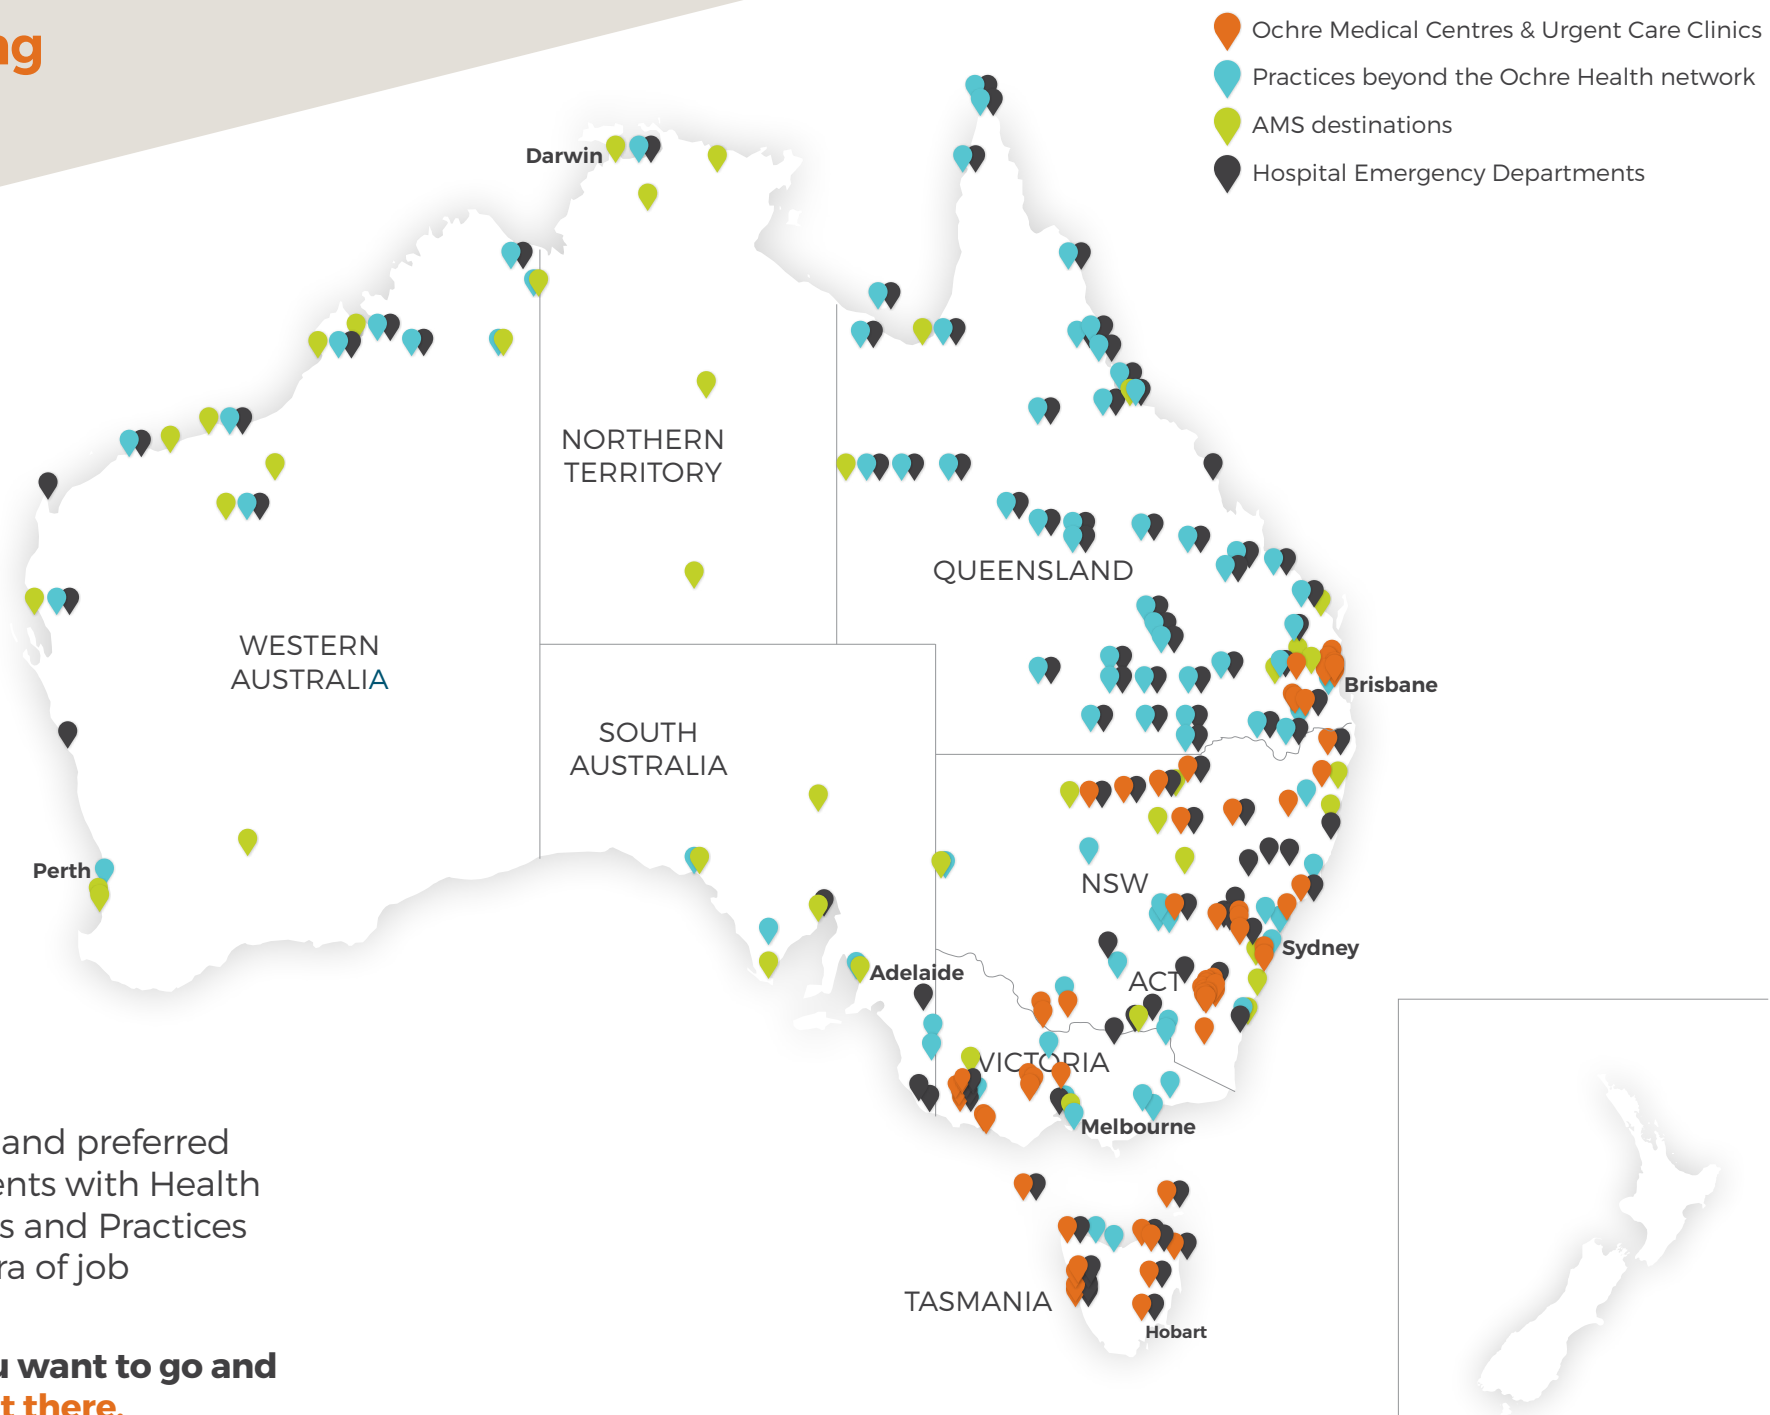 ng
Ochre Medical Centres & Urgent Care Clinics
Practices beyond the Ochre Health network
AMS destinations
Hospital Emergency Departments
Darwin
NORTHERN
TERRITORY
QUEENSLAND
WESTERN
AUSTRALIA
Brisbane
SOUTH
AUSTRALIA
Perth
NSW
Sydney
Adelaide
ACT
VICTORIA
Melbourne
TASMANIA
Hobart
and preferred
ents with Health
s and Practices
ra of job
u want to go and
t there.